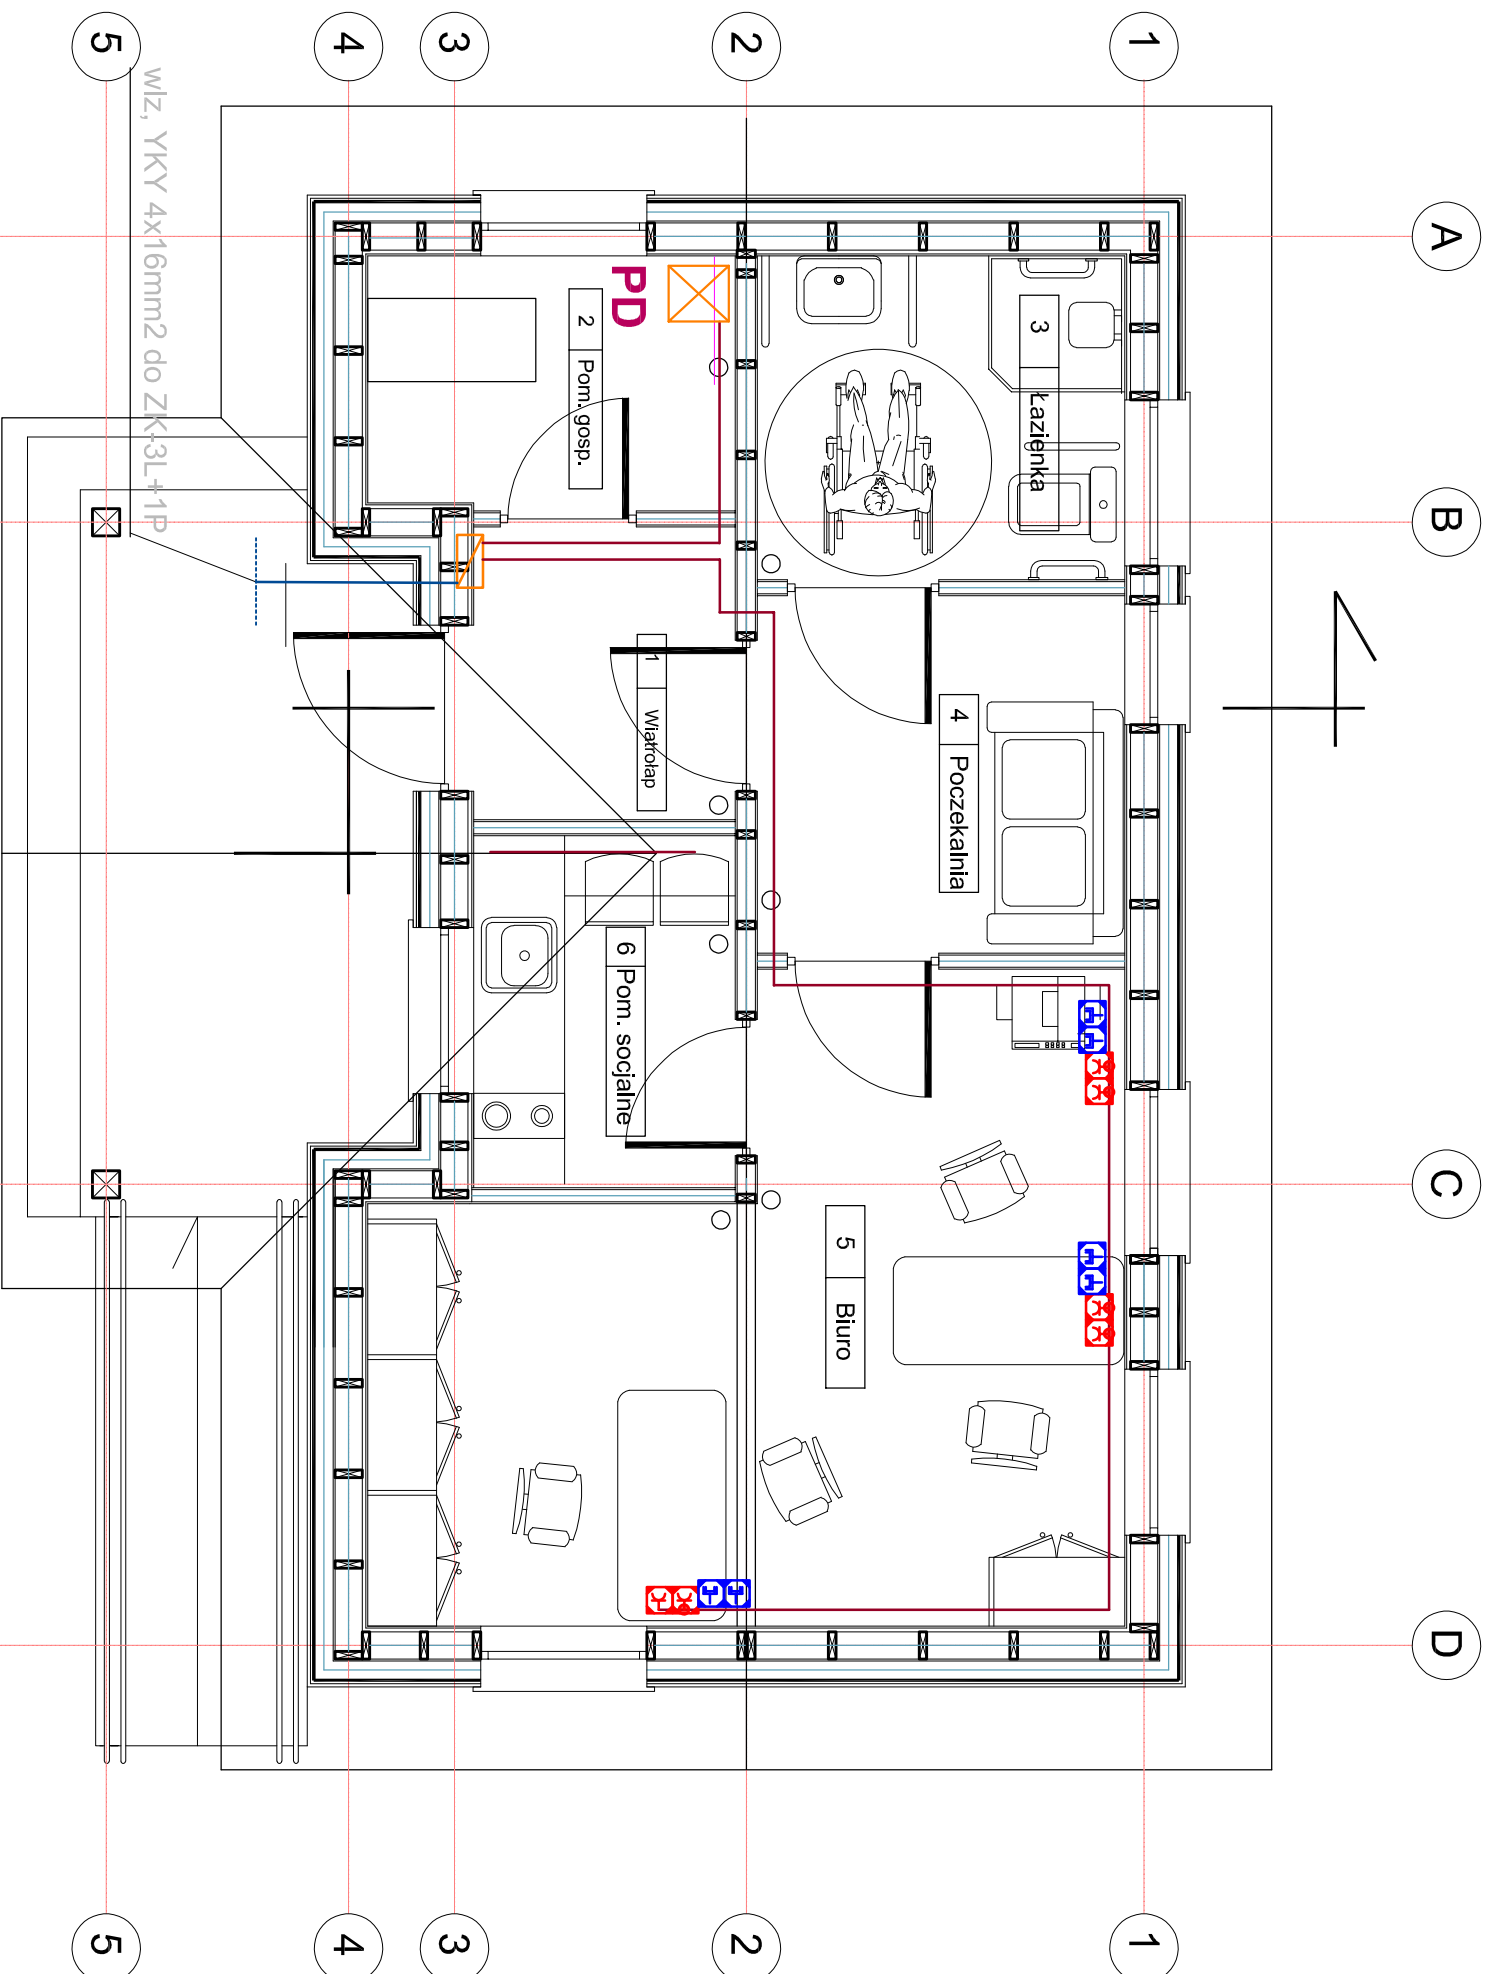 A
B
C
D
1
2
3
4
5
1
2
3
4
5
wlz, YKY 4x16mm2 do ZK-3L+1P
PD
1 Wiatrołap
2 Pom. gosp.
3 Łazienka
4 Poczekalnia
5 Biuro
6 Pom. socjalne